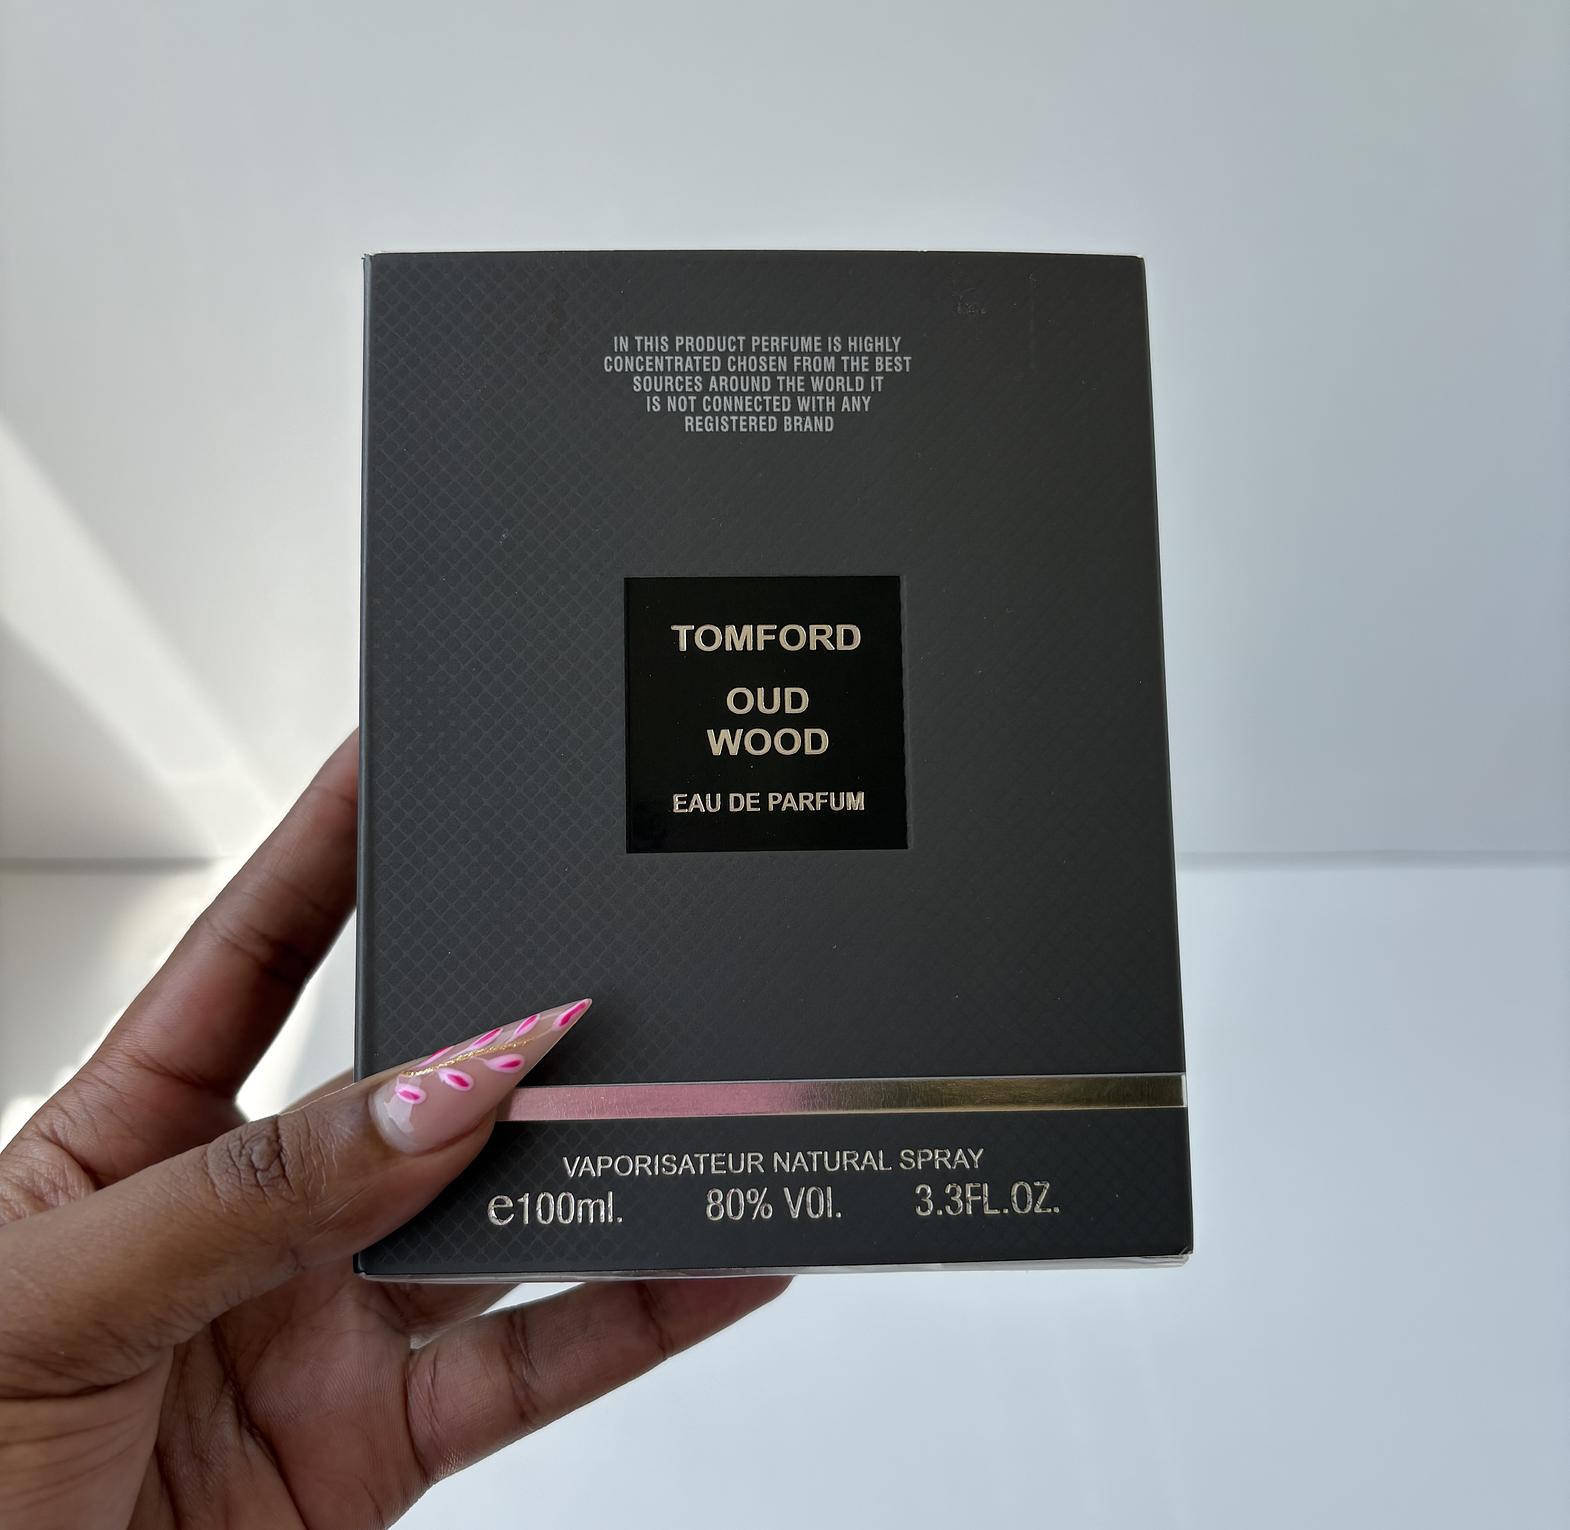 IN THIS PRODUCT PERFUME IS HIGHLY
CONCENTRATED CHOSEN FROM THE BEST
SOURCES AROUND THE WORLD IT
IS NOT CONNECTED WITH ANY
REGISTERED BRAND
TOMFORD
OUD
WOOD
EAU DE PARFUM
VAPORISATEUR NATURAL SPRAY
e100ml. 80% VOl. 3.3FL.OZ.